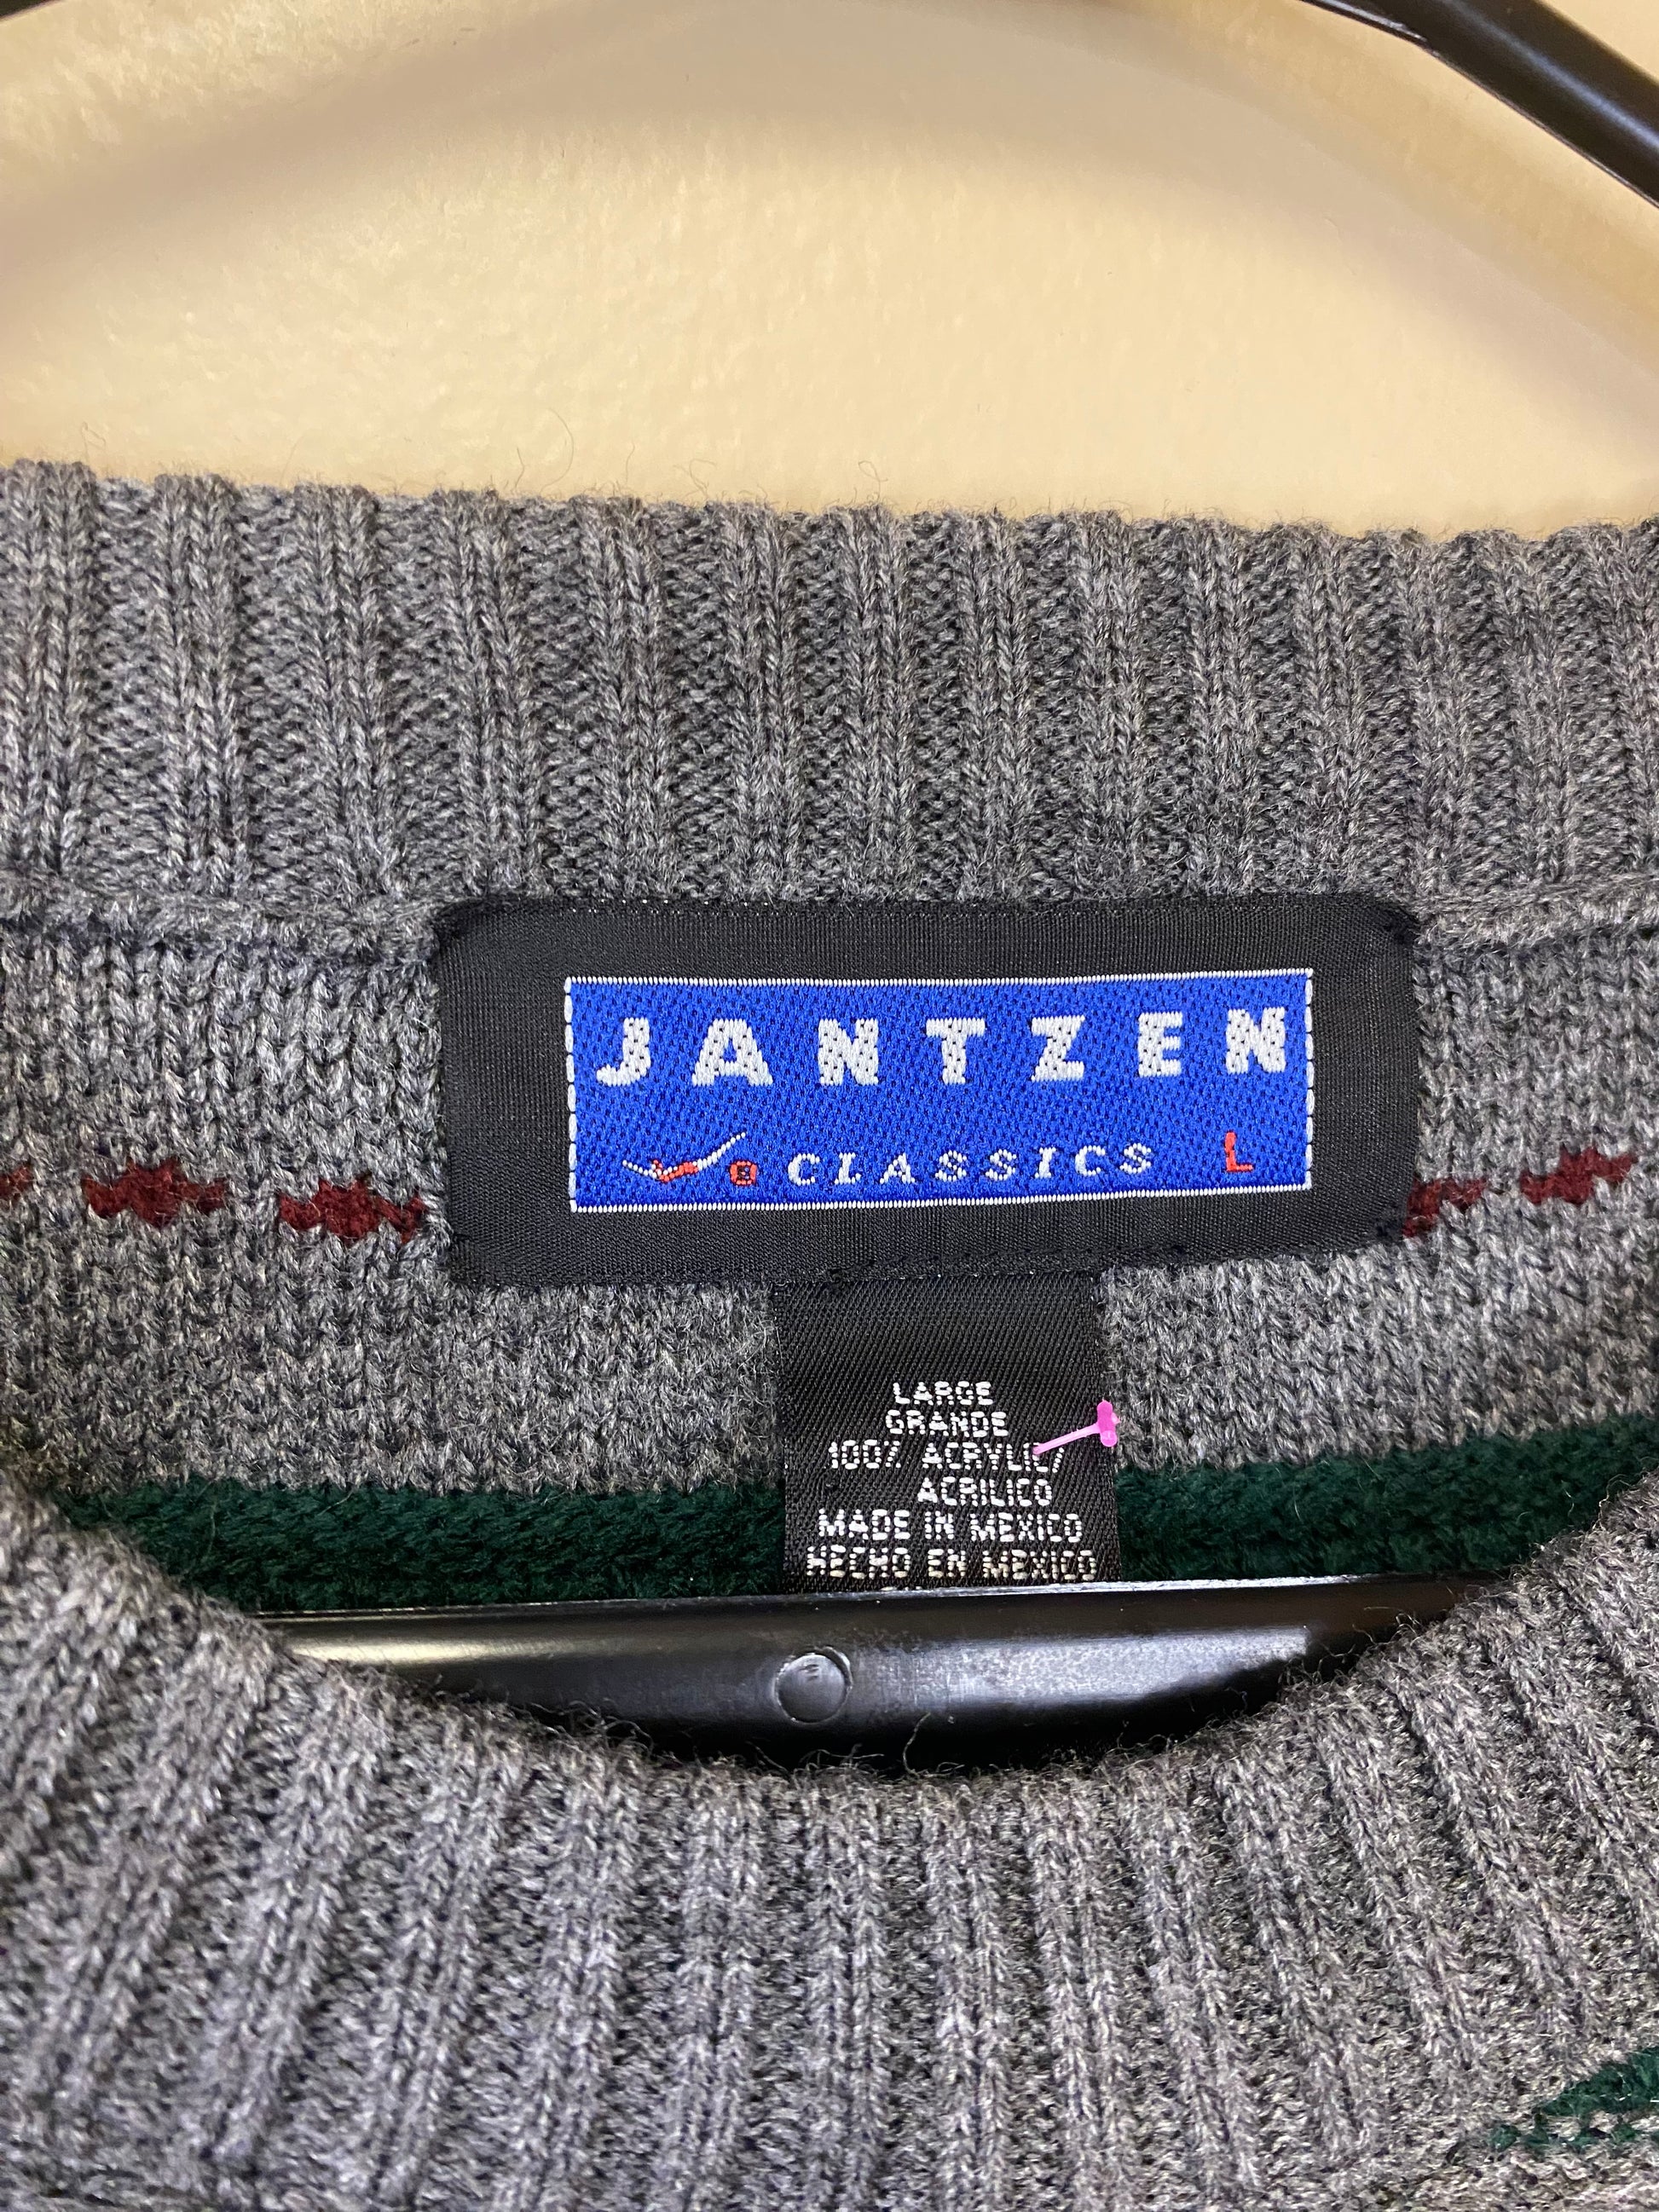 JANTZEN
® CLASSICS L
LARGE
GRANDE
100% ACRYLIC/
ACRILICO
MADE IN MEXICO
HECHO EN MEXICO